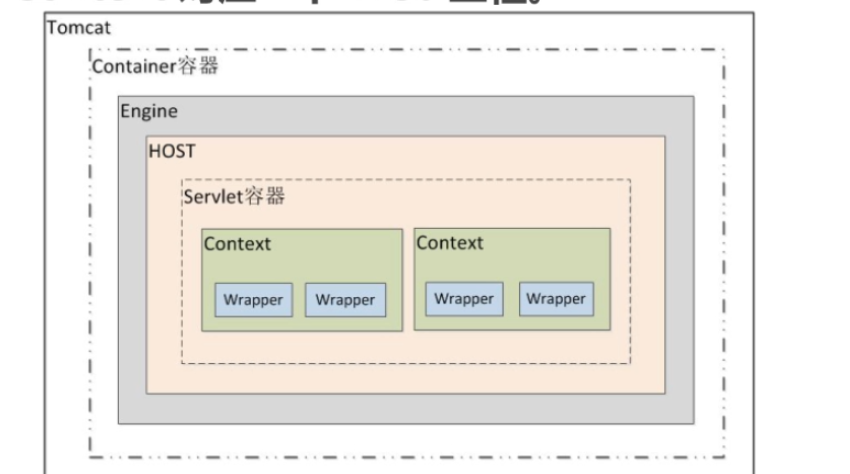 Tomcat
Container容器
Engine
HOST
Servlet容器
Context
Context
Wrapper
Wrapper
Wrapper
Wrapper